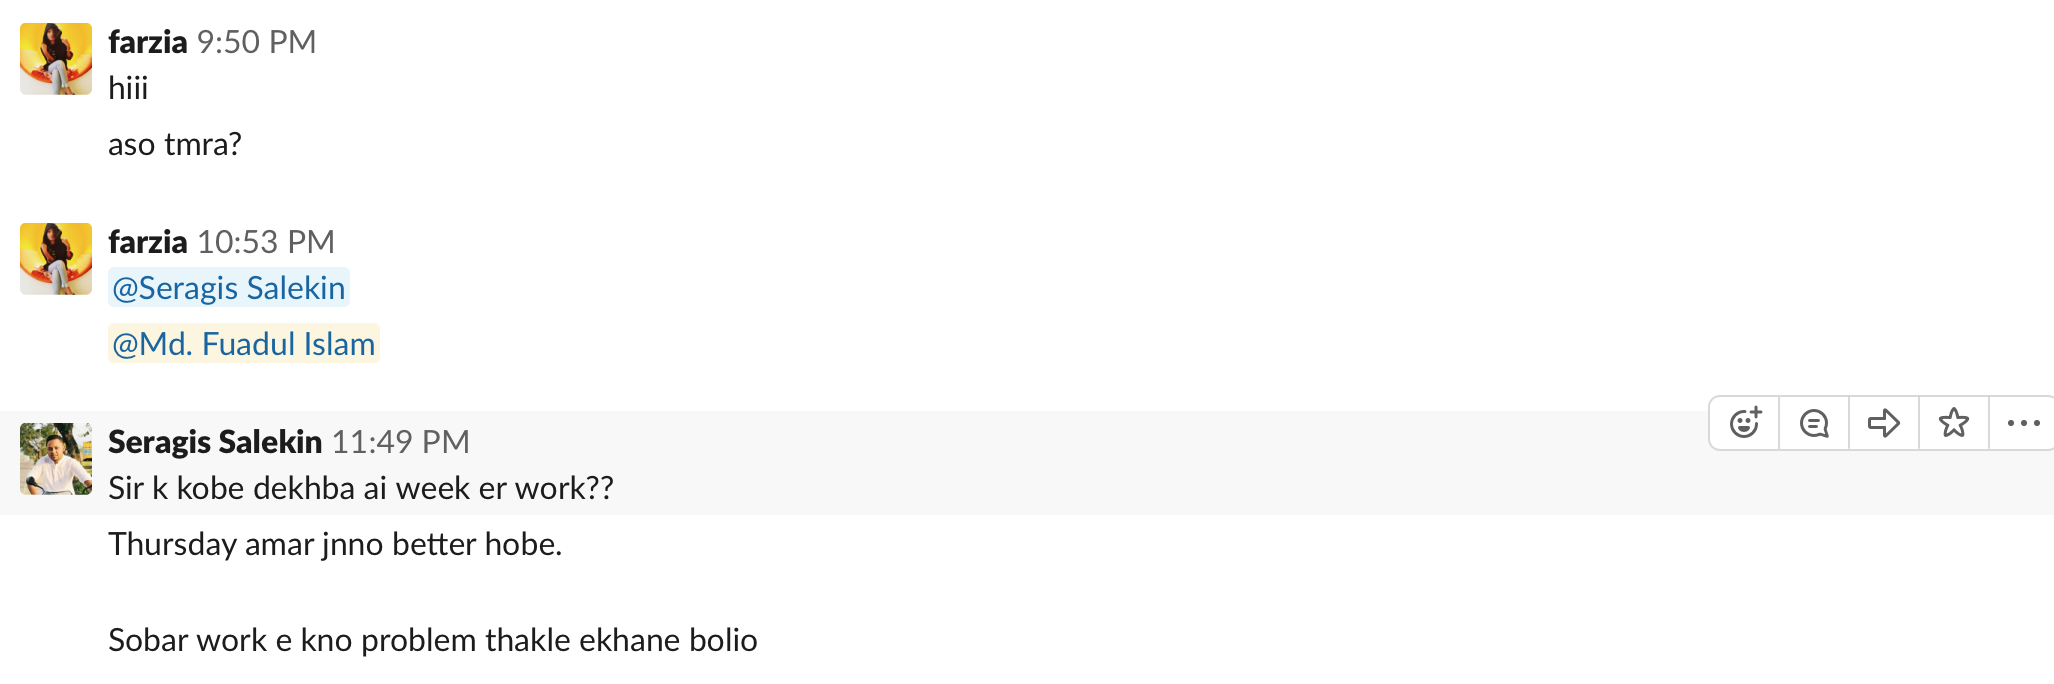 farzia 9:50 PM
hiii
aso tmra?
farzia 10:53 PM
@Seragis Salekin
@Md. Fuadul Islam
Seragis Salekin 11:49 PM
Sir k kobe dekhba ai week er work??
Thursday amar jnno better hobe.
Sobar work e kno problem thakle ekhane bolio